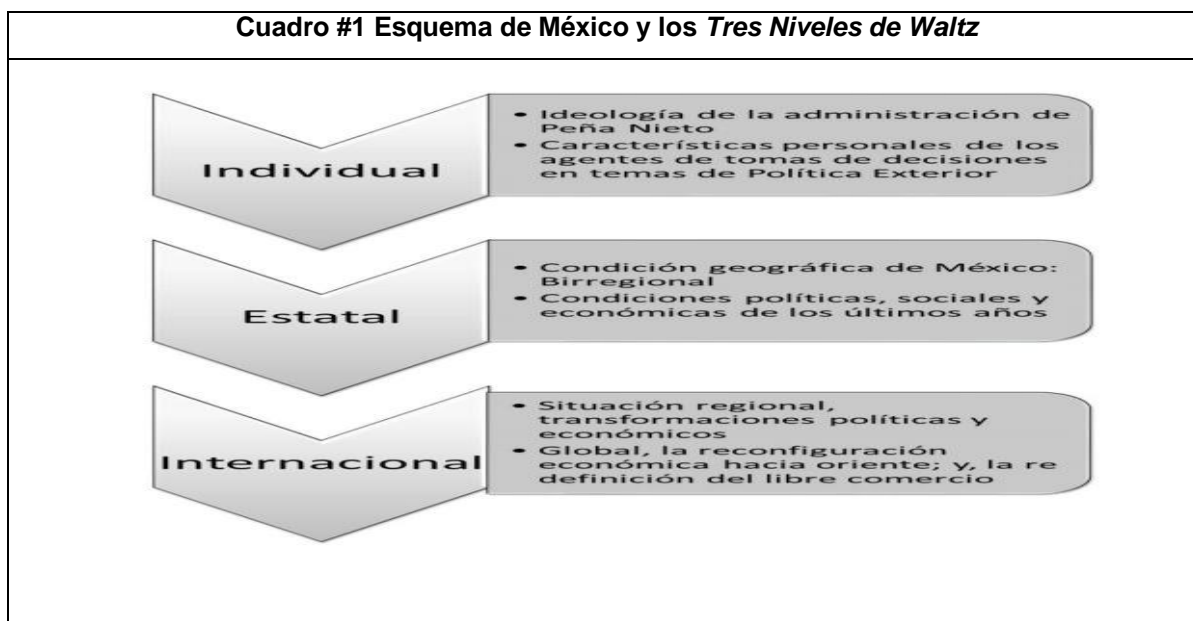 Cuadro #1 Esquema de México y los Tres Niveles de Waltz
Individual
• Ideología de la administración de
Peña Nieto
• Características personales de los
agentes de tomas de decisiones
en temas de Política Exterior
Estatal
• Condición geográfica de México:
Birregional
• Condiciones políticas, sociales y
económicas de los últimos años
Internacional
• Situación regional,
transformaciones políticas y
económicos
• Global, la reconfiguración
económica hacia oriente; y, la re
definición del libre comercio